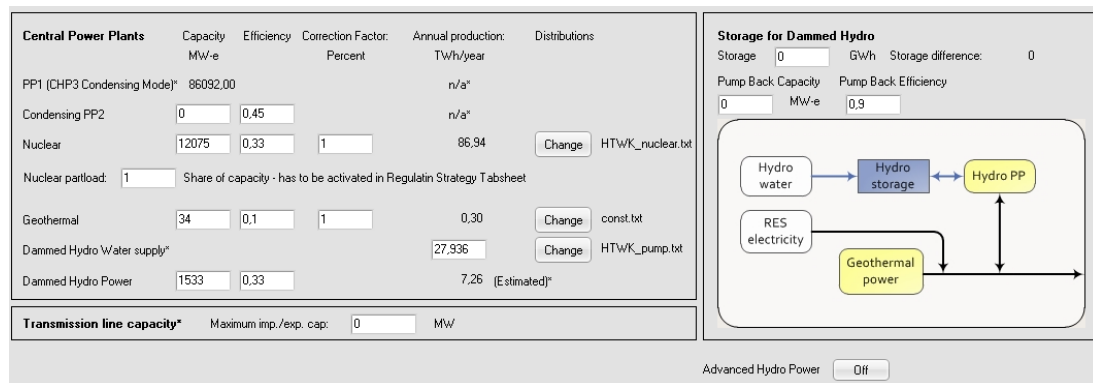 Central Power Plants Capacity Efficiency Correction Factor: Annual production: Distributions
MW-e Percent TWh/year
PP1 (CHP3 Condensing Mode)* 86092,00 n/a*
Condensing PP2 0 0,45 n/a*
Nuclear 12075 0,33 1 86,94 Change HTWK_nuclear.txt
Nuclear partload: 1 Share of capacity - has to be activated in Regulatin Strategy Tabsheet
Geothermal 34 0,1 1 0,30 Change const.txt
Dammed Hydro Water supply* 27,936 Change HTWK_pump.txt
Dammed Hydro Power 1533 0,33 7,26 (Estimated)*
Transmission line capacity* Maximum imp./exp. cap: 0 MW
Storage for Dammed Hydro
Storage 0 GWh Storage difference: 0
Pump Back Capacity Pump Back Efficiency
0 MW-e 0,9
Hydro
water
Hydro
storage
Hydro PP
RES
electricity
Geothermal
power
Advanced Hydro Power Off